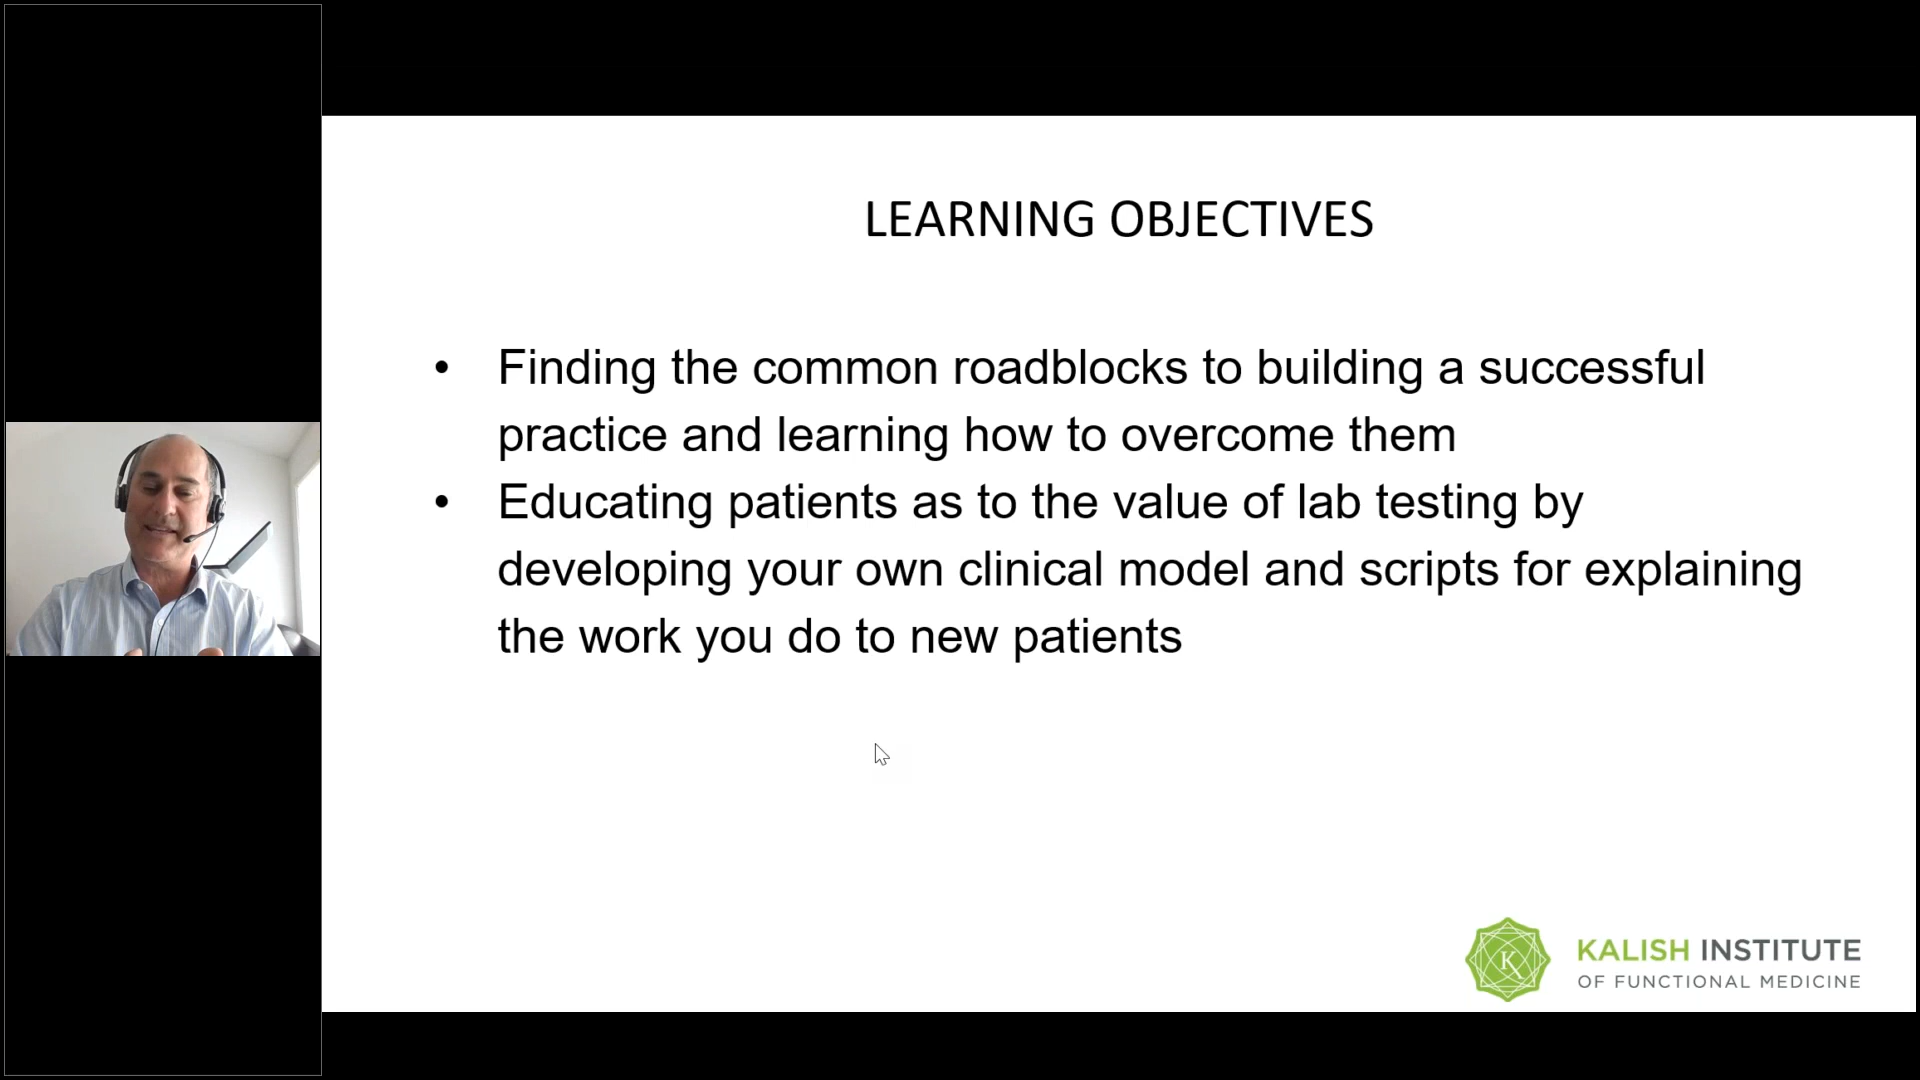 LEARNING OBJECTIVES
• Finding the common roadblocks to building a successful
practice and learning how to overcome them
• Educating patients as to the value of lab testing by
developing your own clinical model and scripts for explaining
the work you do to new patients
K
KALISH INSTITUTE
OF FUNCTIONAL MEDICINE